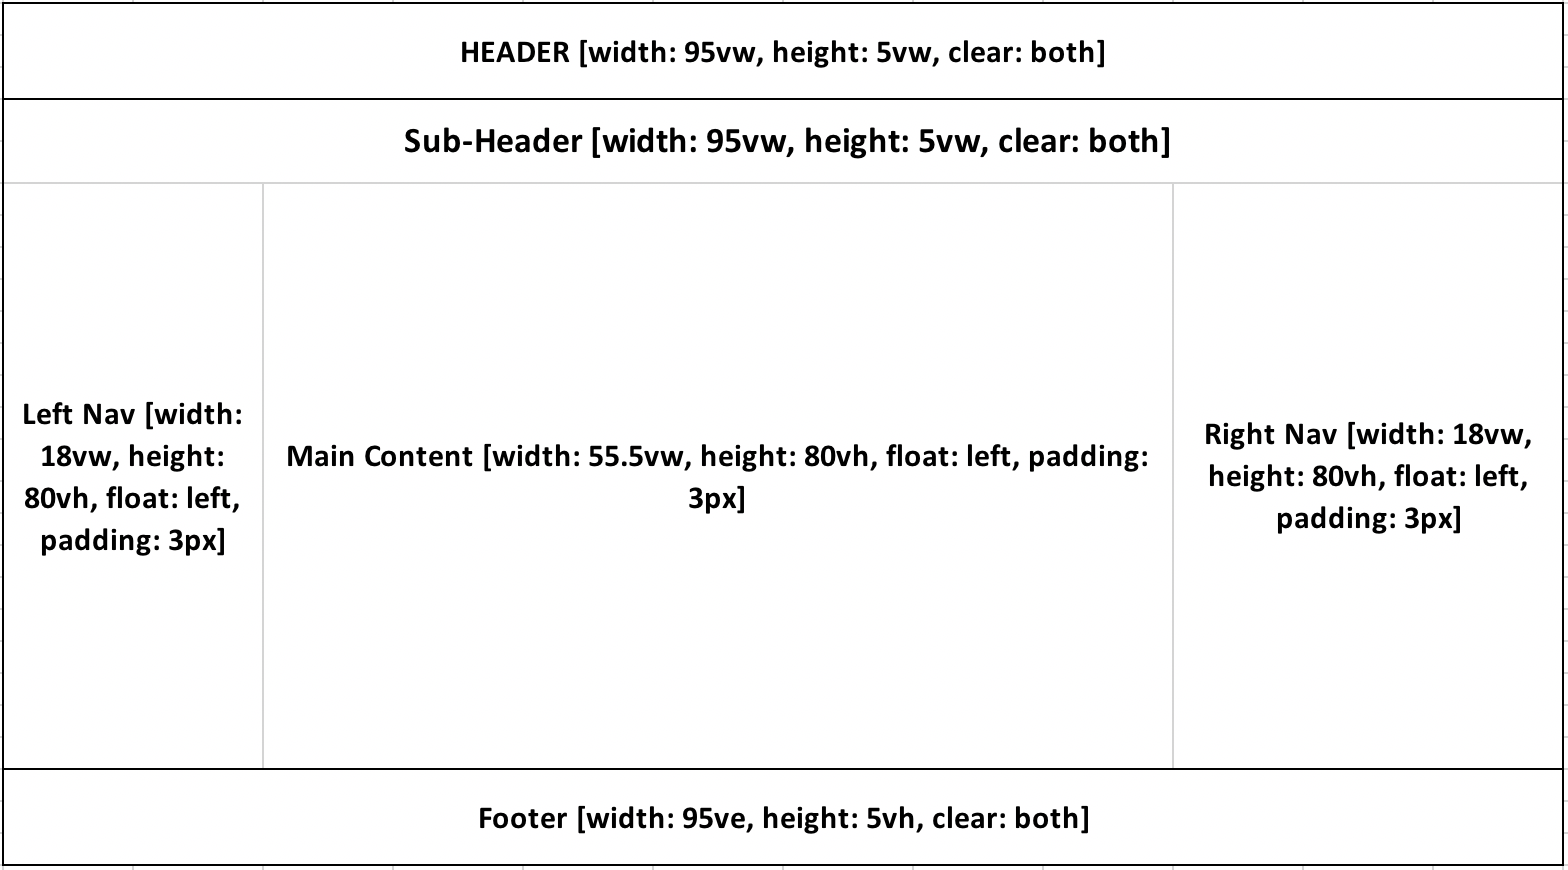 HEADER [width: 95vw, height: 5vw, clear: both]
Sub-Header [width: 95vw, height: 5vw, clear: both]
Left Nav [width:
18vw, height:
80vh, float: left,
padding: 3px]
Main Content [width: 55.5vw, height: 80vh, float: left, padding:
3px]
Right Nav [width: 18vw,
height: 80vh, float: left,
padding: 3px]
Footer [width: 95ve, height: 5vh, clear: both]